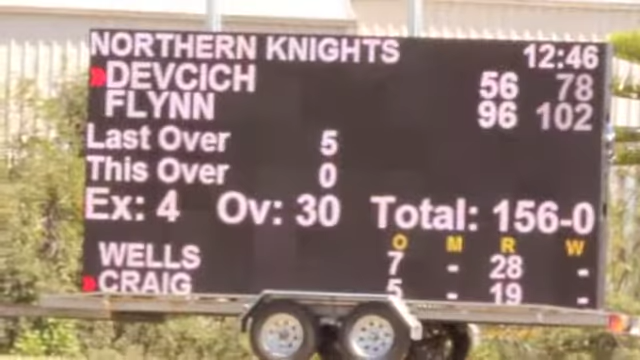 NORTHERN KNIGHTS 12:46
DEVCICH 56 78
FLYNN 96 102
Last Over 5
This Over 0
Ex: 4 Ov: 30 Total: 156-0
O M R W
WELLS 7 - 28 -
CRAIG 5 - 19 -